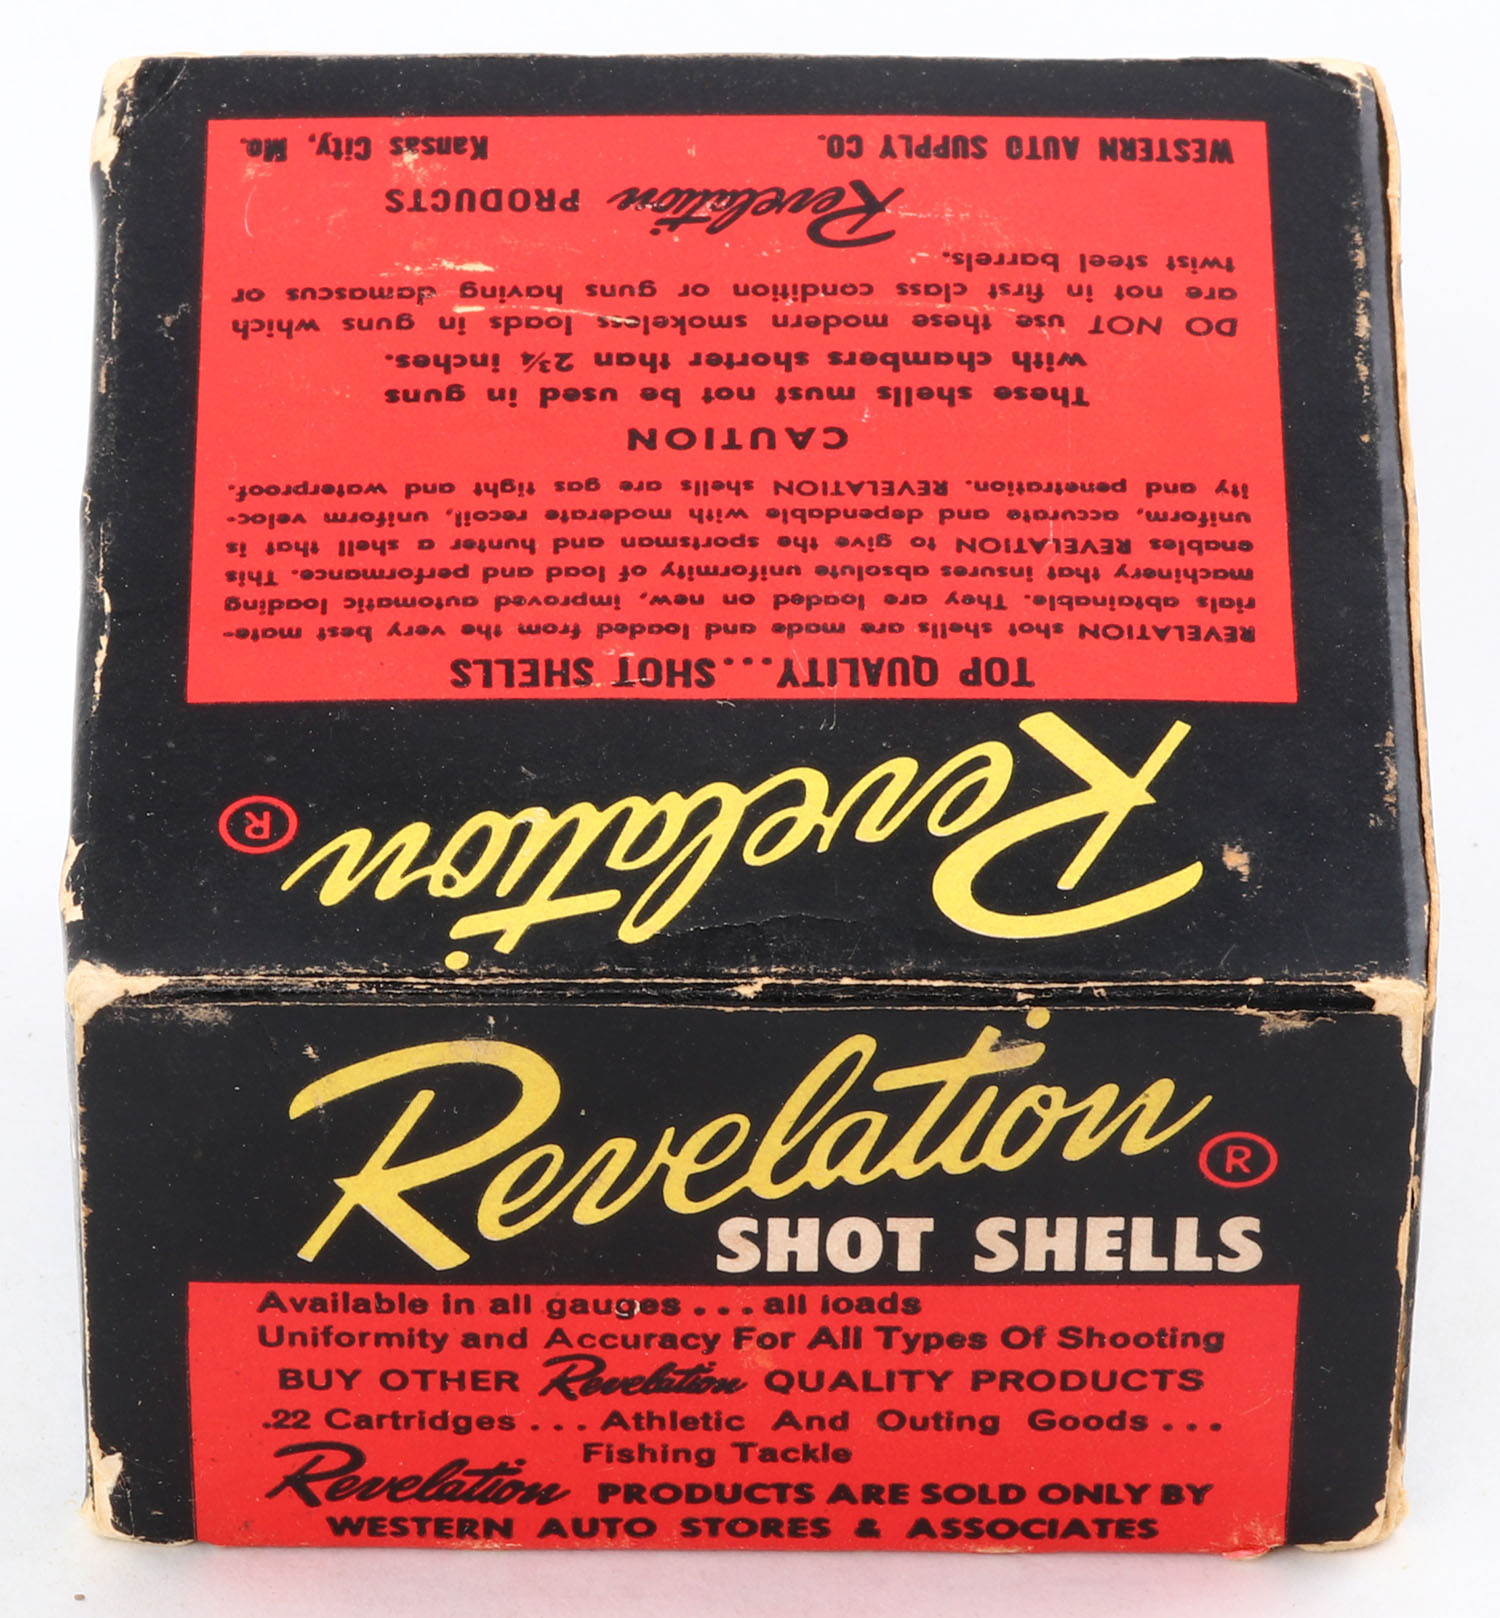 Revelation ®
TOP QUALITY...SHOT SHELLS
REVELATION shot shells are made and loaded from the very best mate-
rials obtainable. They are loaded on new, improved automatic loading
machinery that insures absolute uniformity of load and performance. This
enables REVELATION to give the sportsman and hunter a shell that is
uniform, accurate and dependable with moderate recoil, uniform veloc-
ity and penetration. REVELATION shells are gas tight and waterproof.
CAUTION
These shells must not be used in guns
with chambers shorter than 2¾ inches.
DO NOT use these modern smokeless loads in guns which
are not in first class condition or guns having damascus or
twist steel barrels.
Revelation PRODUCTS
WESTERN AUTO SUPPLY CO. Kansas City, Mo.
Revelation ®
SHOT SHELLS
Available in all gauges...all loads
Uniformity and Accuracy For All Types Of Shooting
BUY OTHER Revelation QUALITY PRODUCTS
.22 Cartridges... Athletic And Outing Goods...
Fishing Tackle
Revelation PRODUCTS ARE SOLD ONLY BY
WESTERN AUTO STORES & ASSOCIATES